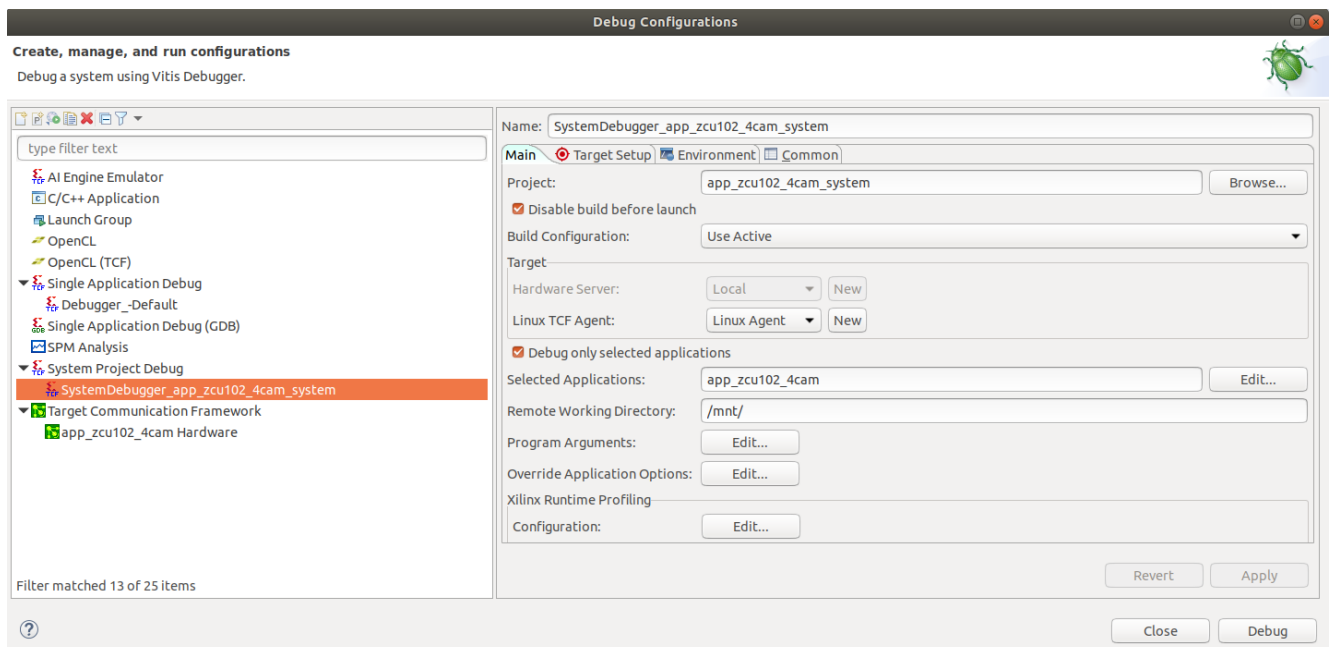 Debug Configurations
Create, manage, and run configurations
Debug a system using Vitis Debugger.
type filter text
AI Engine Emulator
C/C++ Application
Launch Group
OpenCL
OpenCL (TCF)
Single Application Debug
Debugger_-Default
Single Application Debug (GDB)
SPM Analysis
System Project Debug
SystemDebugger_app_zcu102_4cam_system
Target Communication Framework
app_zcu102_4cam Hardware
Filter matched 13 of 25 items
Name: SystemDebugger_app_zcu102_4cam_system
Main Target Setup Environment Common
Project: app_zcu102_4cam_system Browse...
Disable build before launch
Build Configuration: Use Active
Target
Hardware Server: Local New
Linux TCF Agent: Linux Agent New
Debug only selected applications
Selected Applications: app_zcu102_4cam Edit...
Remote Working Directory: /mnt/
Program Arguments: Edit...
Override Application Options: Edit...
Xilinx Runtime Profiling
Configuration: Edit...
Revert Apply
Close Debug